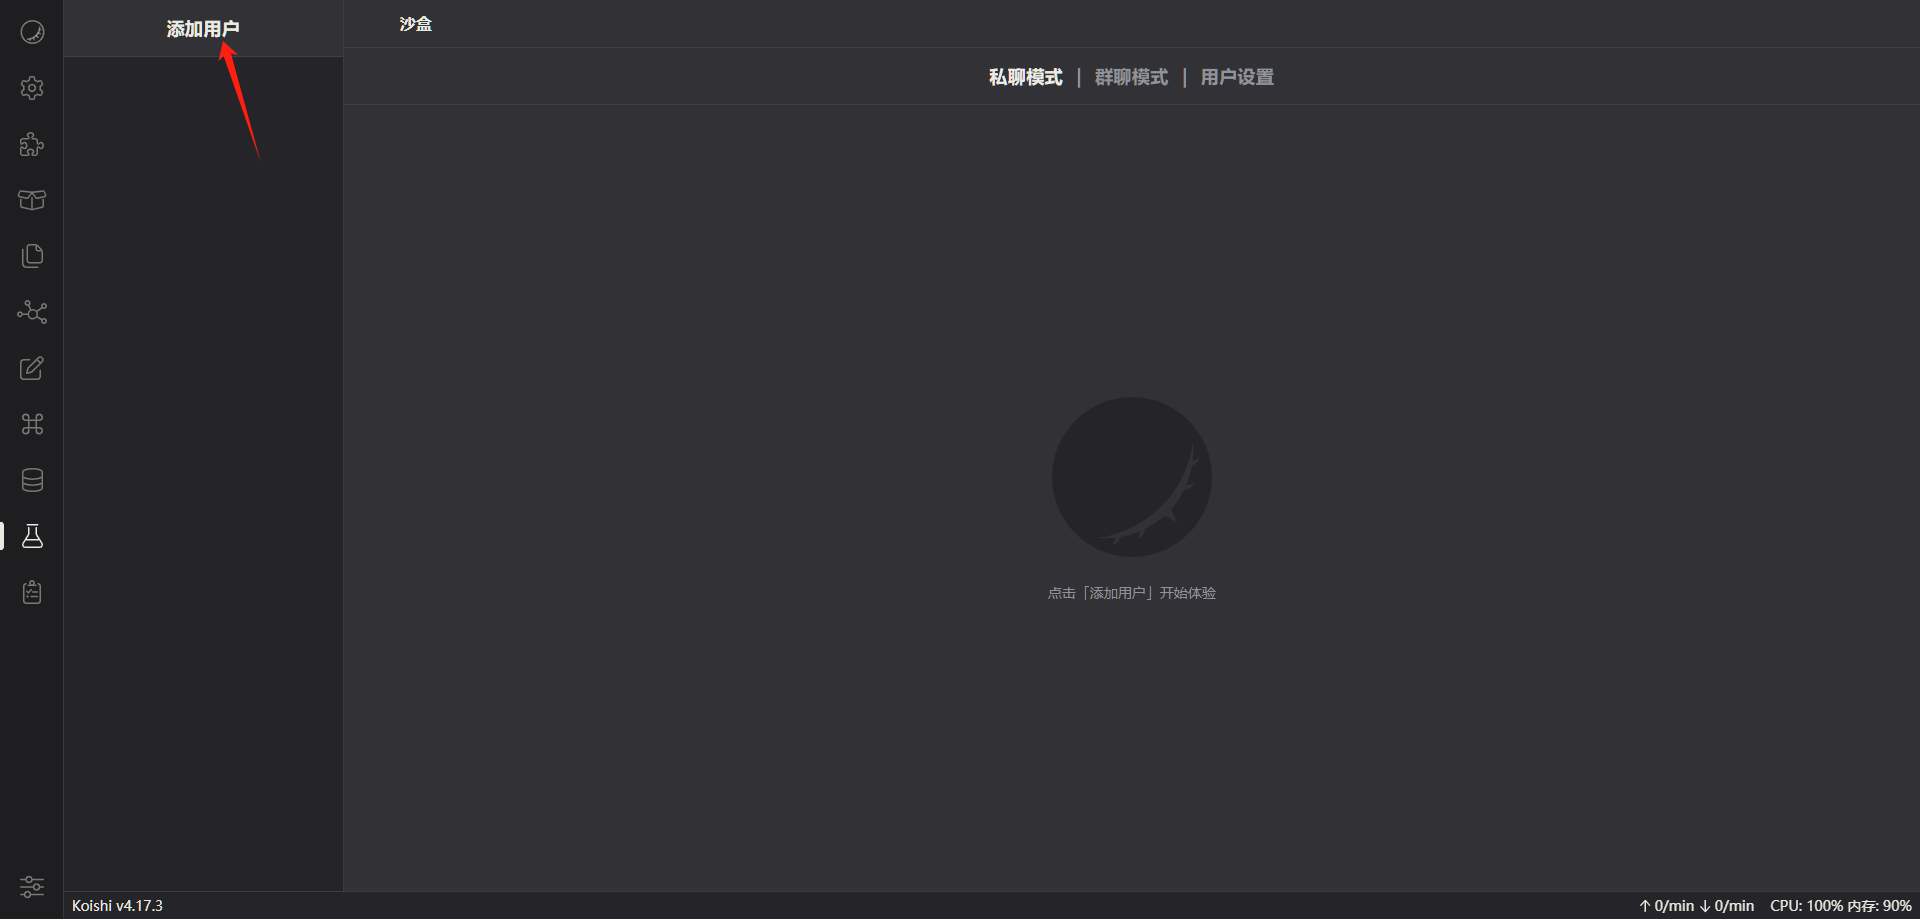 添加用户
沙盒
私聊模式 | 群聊模式 | 用户设置
点击「添加用户」开始体验
Koishi v4.17.3
↑ 0/min ↓ 0/min CPU: 100% 内存: 90%